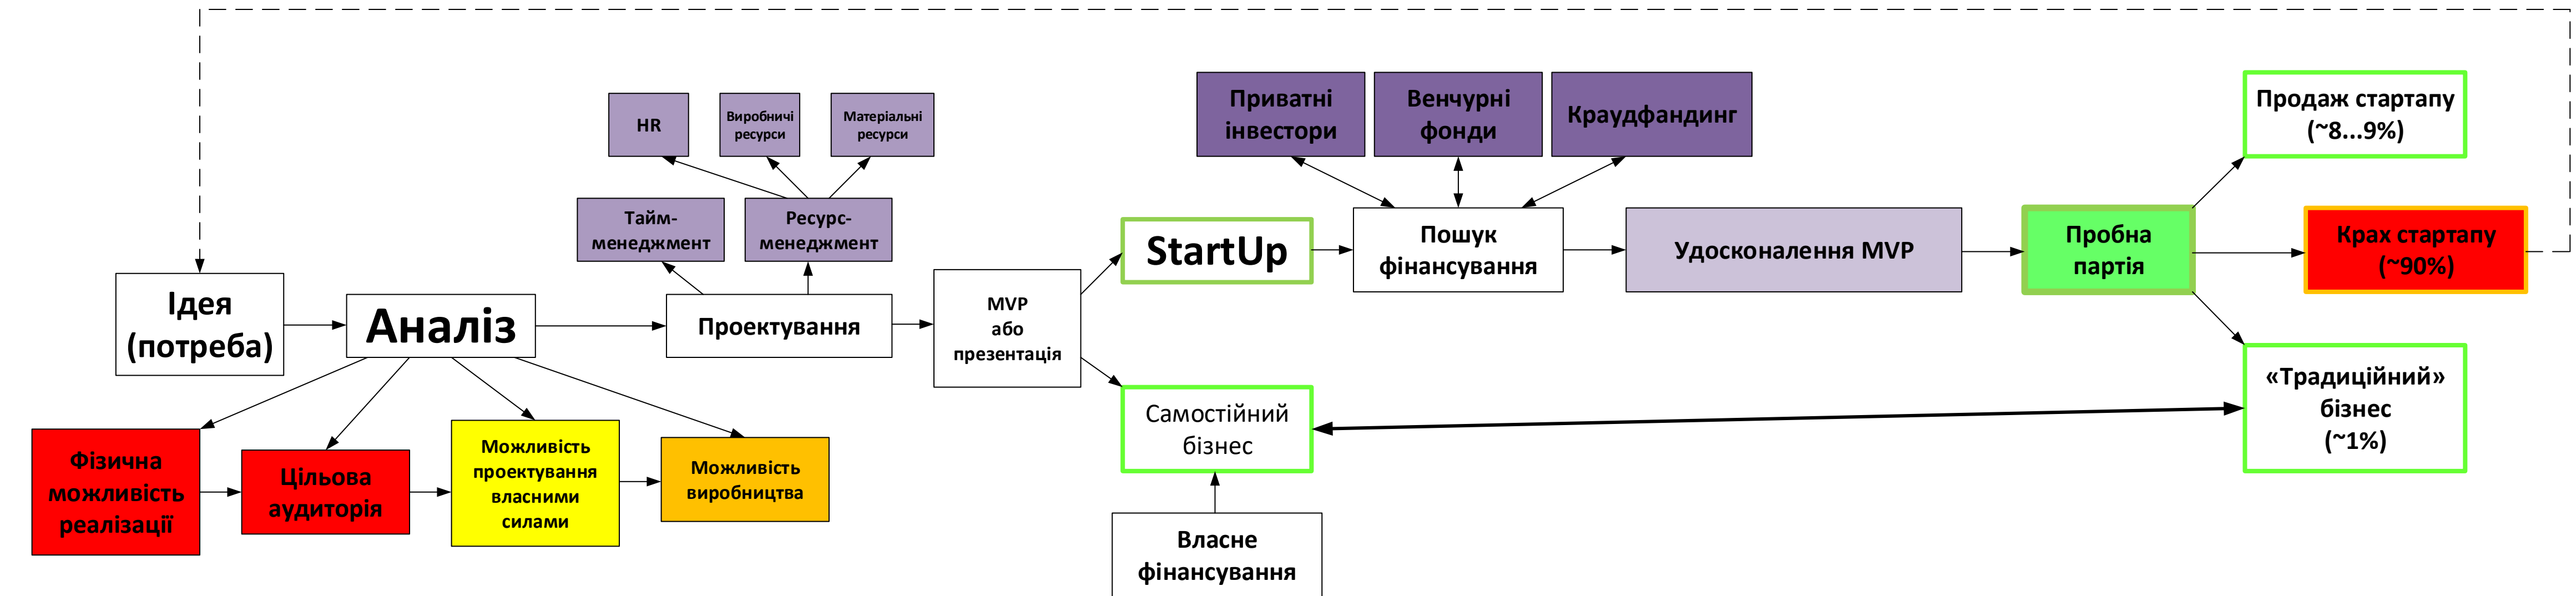 Ідея
(потреба)
Аналіз
Фізична
можливість
реалізації
Цільова
аудиторія
Можливість
проектування
власними
силами
Можливість
виробництва
HR
Виробничі
ресурси
Матеріальні
ресурси
Тайм-
менеджмент
Ресурс-
менеджмент
Проектування
MVP
або
презентація
StartUp
Самостійний
бізнес
Власне
фінансування
Приватні
інвестори
Венчурні
фонди
Краудфандинг
Пошук
фінансування
Удосконалення MVP
Пробна
партія
Продаж стартапу
(~8...9%)
Крах стартапу
(~90%)
«Традиційний»
бізнес
(~1%)